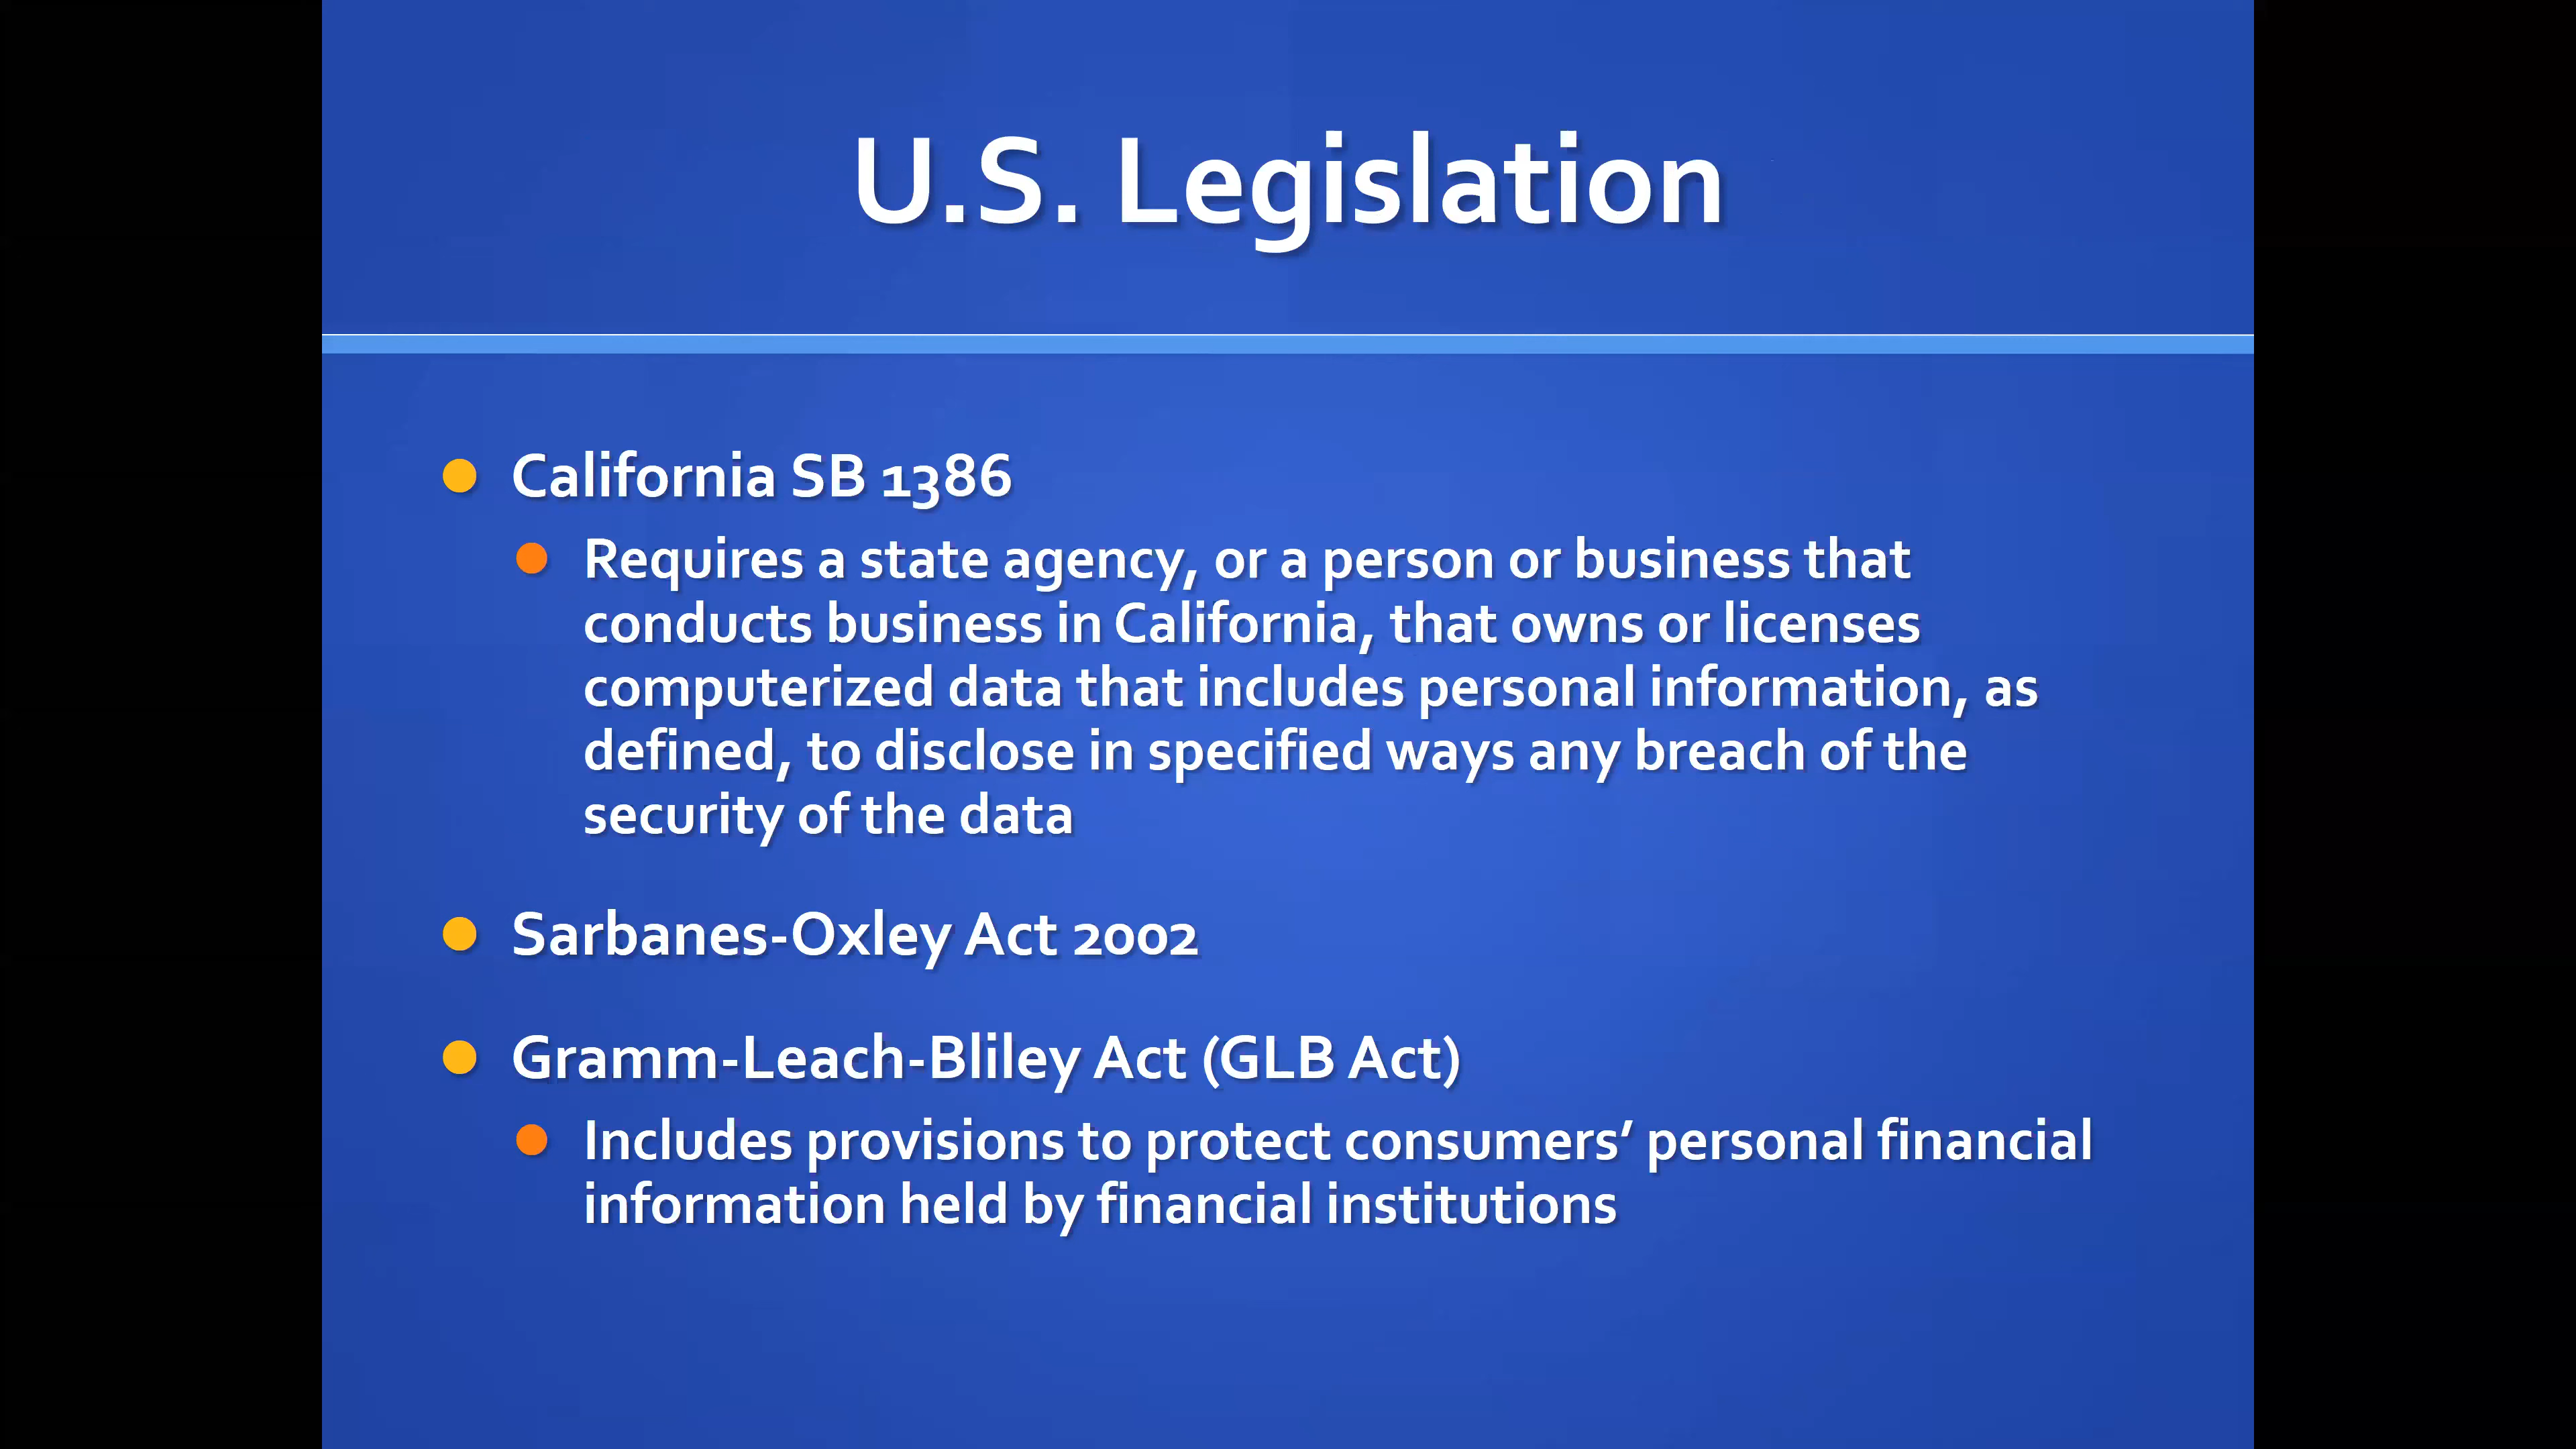 U.S. Legislation
California SB 1386
Requires a state agency, or a person or business that
conducts business in California, that owns or licenses
computerized data that includes personal information, as
defined, to disclose in specified ways any breach of the
security of the data
Sarbanes-Oxley Act 2002
Gramm-Leach-Bliley Act (GLB Act)
Includes provisions to protect consumers’ personal financial
information held by financial institutions